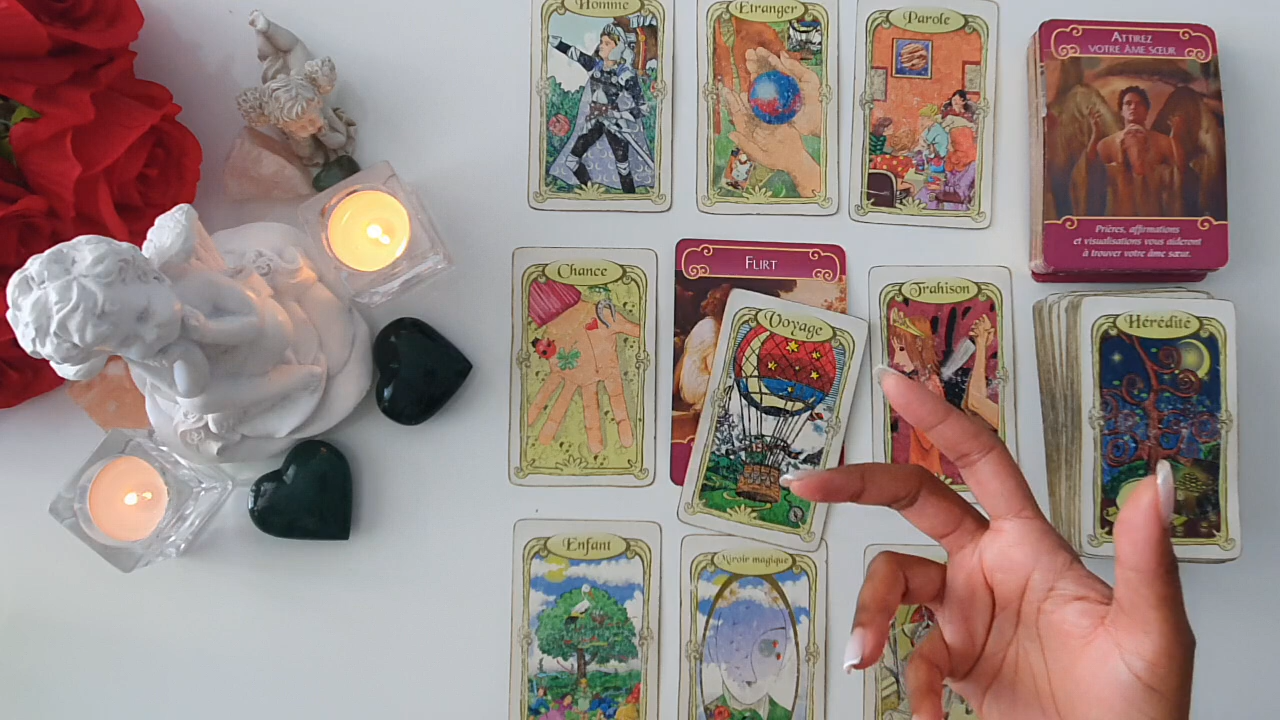 Homme
Etranger
Parole
ATTIREZ
VOTRE ÂME SŒUR
Prières, affirmations
et visualisations vous aideront
à trouver votre âme sœur.
Chance
FLIRT
Voyage
Trahison
Hérédité
Enfant
Miroir magique